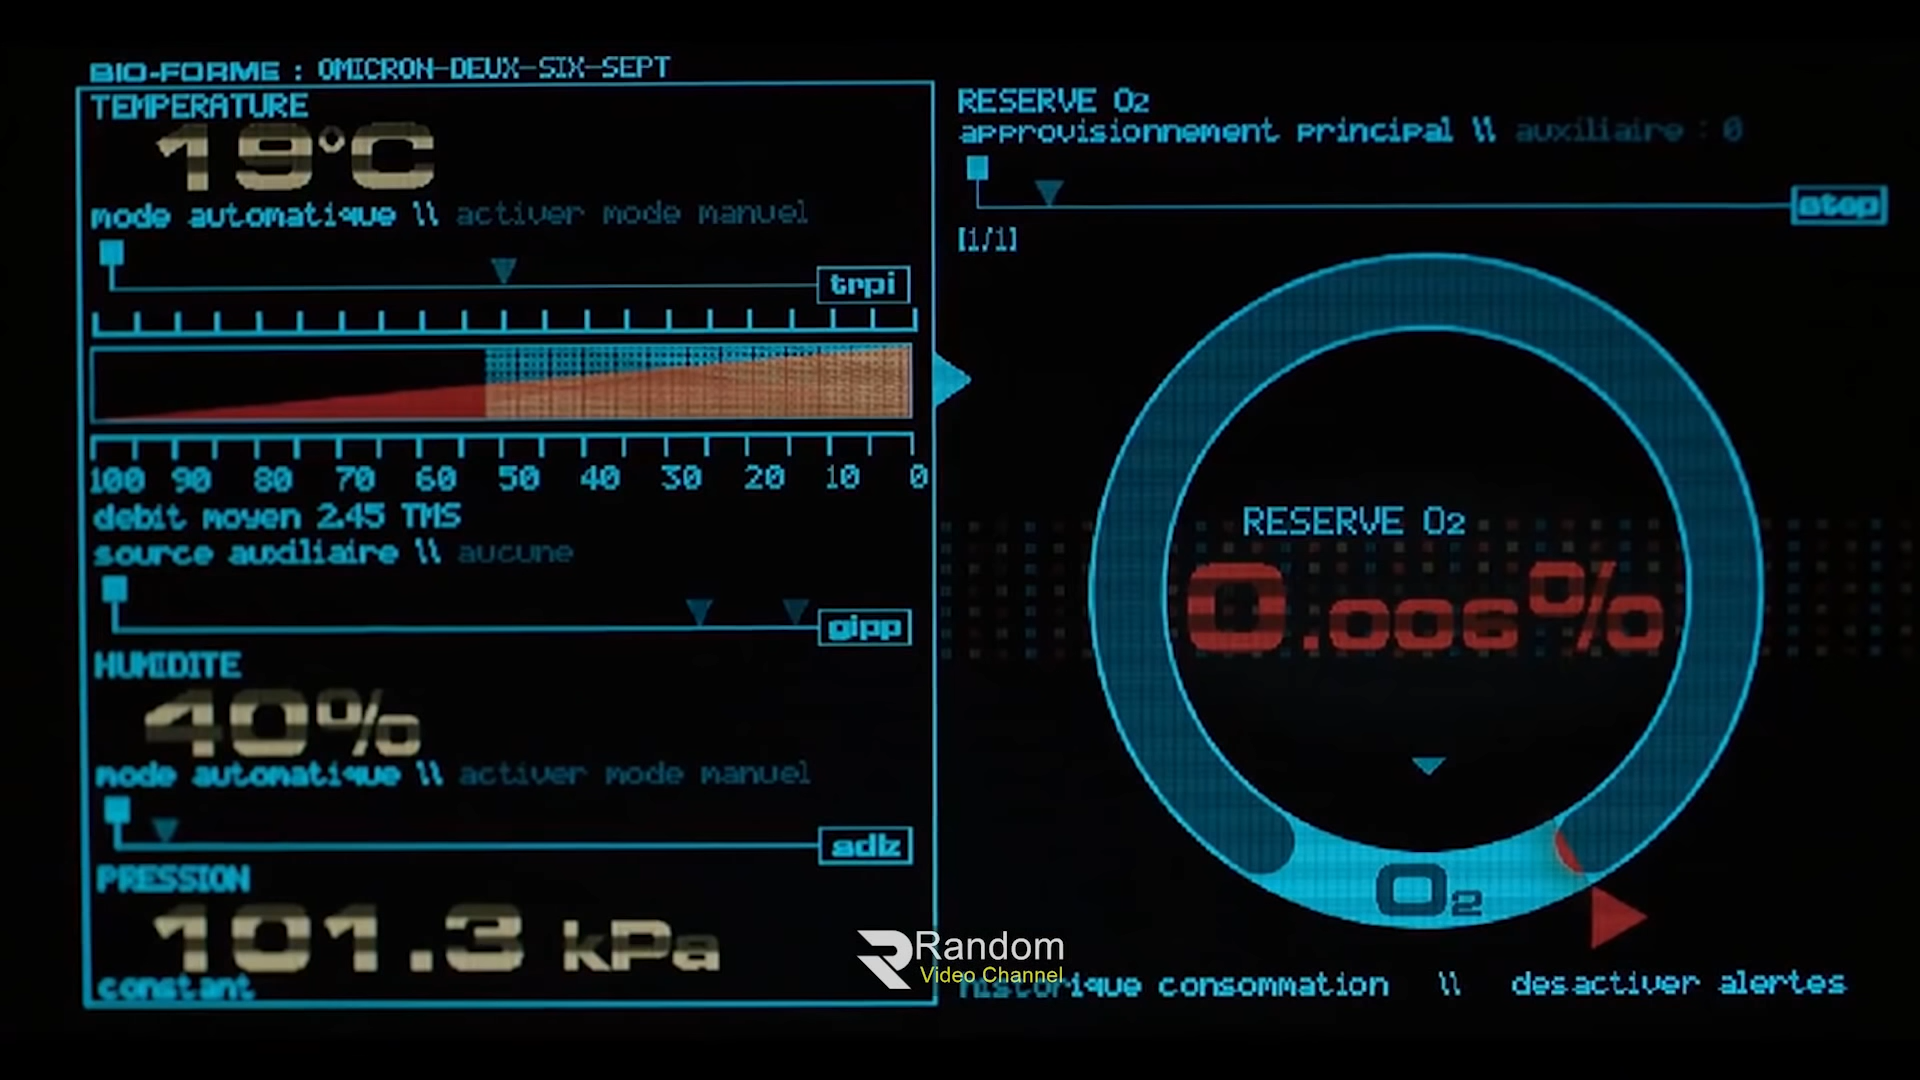 BIO-FORME : OMICRON-DEUX-SIX-SEPT
TEMPERATURE
19°C
mode automatique \\ activer mode manuel
trpi
100 90 80 70 60 50 40 30 20 10 0
debit moyen 2.45 TMS
source auxiliaire \\ aucune
gipp
HUMIDITE
40%
mode automatique \\ activer mode manuel
sdlz
PRESSION
101.3 kPa
constant
RESERVE O2
approvisionnement principal \\ auxiliaire : 0
stop
[1/1]
RESERVE O2
0.005%
O2
historique consommation \\ desactiver alertes
Random
Video Channel